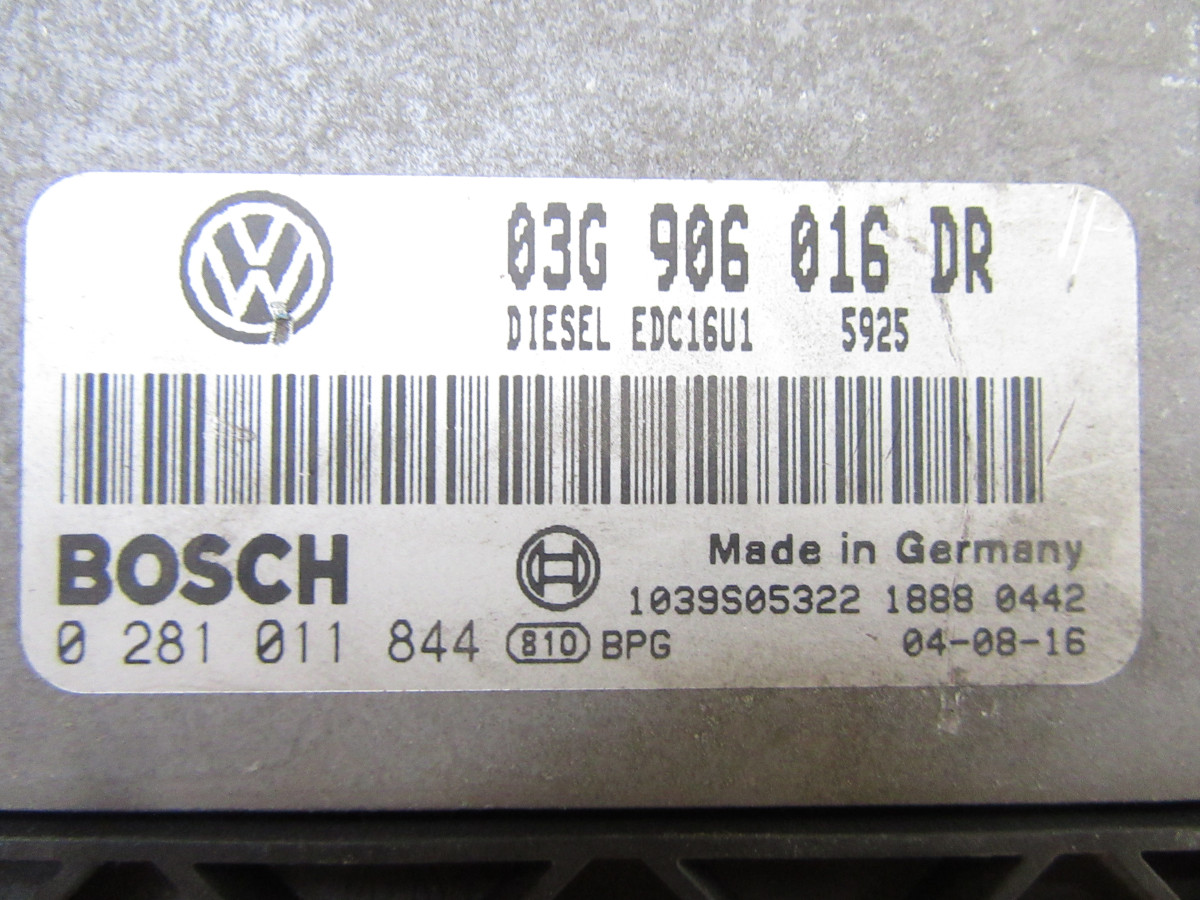 03G 906 016 DR
DIESEL EDC16U1 5925
BOSCH
Made in Germany
1039S05322 1888 0442
0 281 011 844 810 BPG 04-08-16